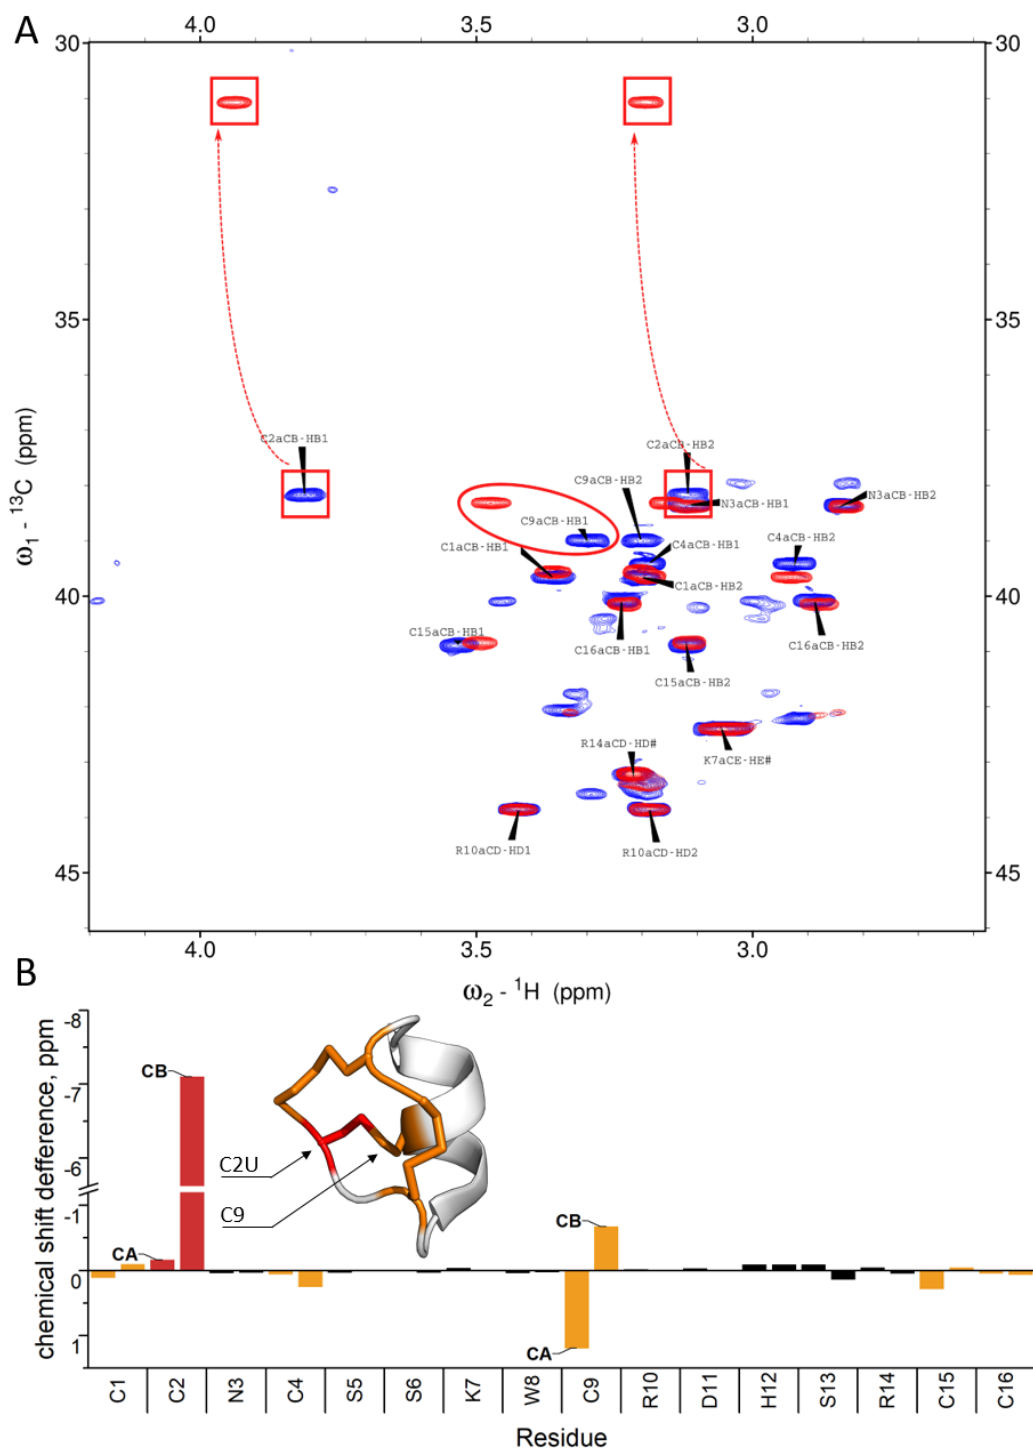 A
4.0 3.5 3.0
30 30
C2aCB-HB1
C2aCB-HB2
35 35
C9aCB-HB2
N3aCB-HB1
N3aCB-HB2
C9aCB-HB1
C1aCB-HB1
C4aCB-HB1
C4aCB-HB2
C1aCB-HB2
40 40
C15aCB-HB1
C16aCB-HB1
C16aCB-HB2
C15aCB-HB2
R14aCD-HD#
K7aCE-HE#
R10aCD-HD1
R10aCD-HD2
45 45
ω1 - 13C (ppm)
4.0 3.5 3.0
ω2 - 1H (ppm)
B
chemical shift defference, ppm
-8
-7
-6
-1
0
1
CB
CA
C2U
C9
CB
CA
C1 C2 N3 C4 S5 S6 K7 W8 C9 R10 D11 H12 S13 R14 C15 C16
Residue